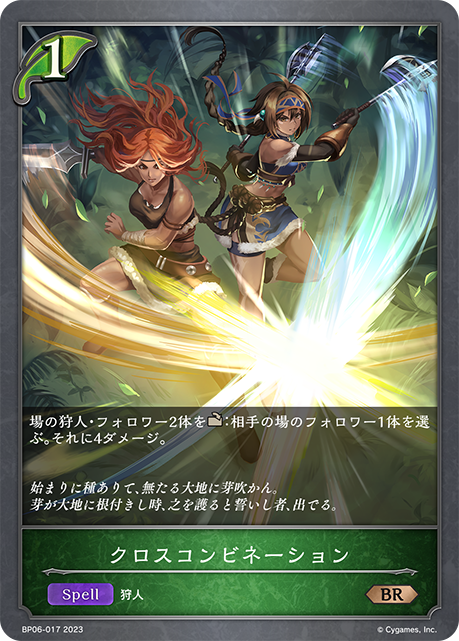 1
場の狩人・フォロワー2体を:相手の場のフォロワー1体を選
ぶ。それに4ダメージ。
始まりに種ありて、無たる大地に芽吹かん。
芽が大地に根付きし時、之を護ると誓いし者、出でる。
クロスコンビネーション
Spell 狩人 BR
BP06-017 2023 © Cygames, Inc.